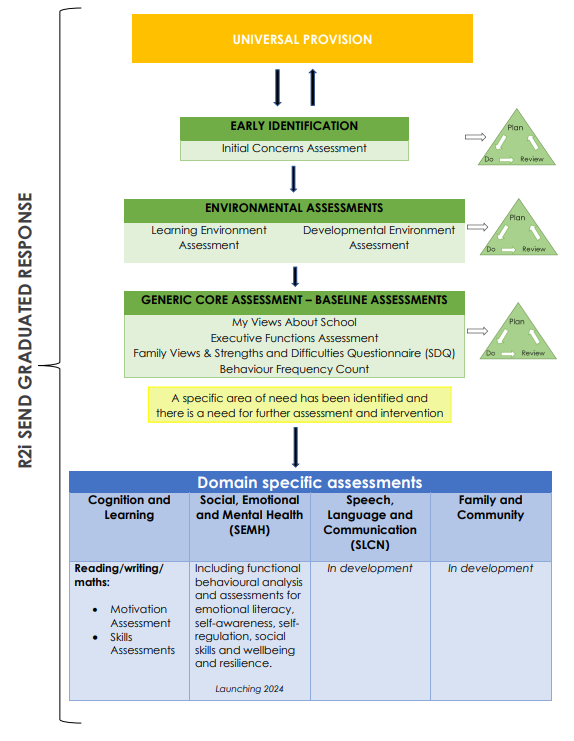 R2i SEND GRADUATED RESPONSE
UNIVERSAL PROVISION
EARLY IDENTIFICATION
Initial Concerns Assessment
Plan
Do
Review
ENVIRONMENTAL ASSESSMENTS
Learning Environment
Assessment
Developmental Environment
Assessment
Plan
Do
Review
GENERIC CORE ASSESSMENT – BASELINE ASSESSMENTS
My Views About School
Executive Functions Assessment
Family Views & Strengths and Difficulties Questionnaire (SDQ)
Behaviour Frequency Count
Plan
Do
Review
A specific area of need has been identified and
there is a need for further assessment and intervention
Domain specific assessments
Cognition and
Learning
Social, Emotional
and Mental Health
(SEMH)
Speech,
Language and
Communication
(SLCN)
Family and
Community
Reading/writing/
maths:
• Motivation
Assessment
• Skills
Assessments
Including functional
behavioural analysis
and assessments for
emotional literacy,
self-awareness, self-
regulation, social
skills and wellbeing
and resilience.
Launching 2024
In development
In development